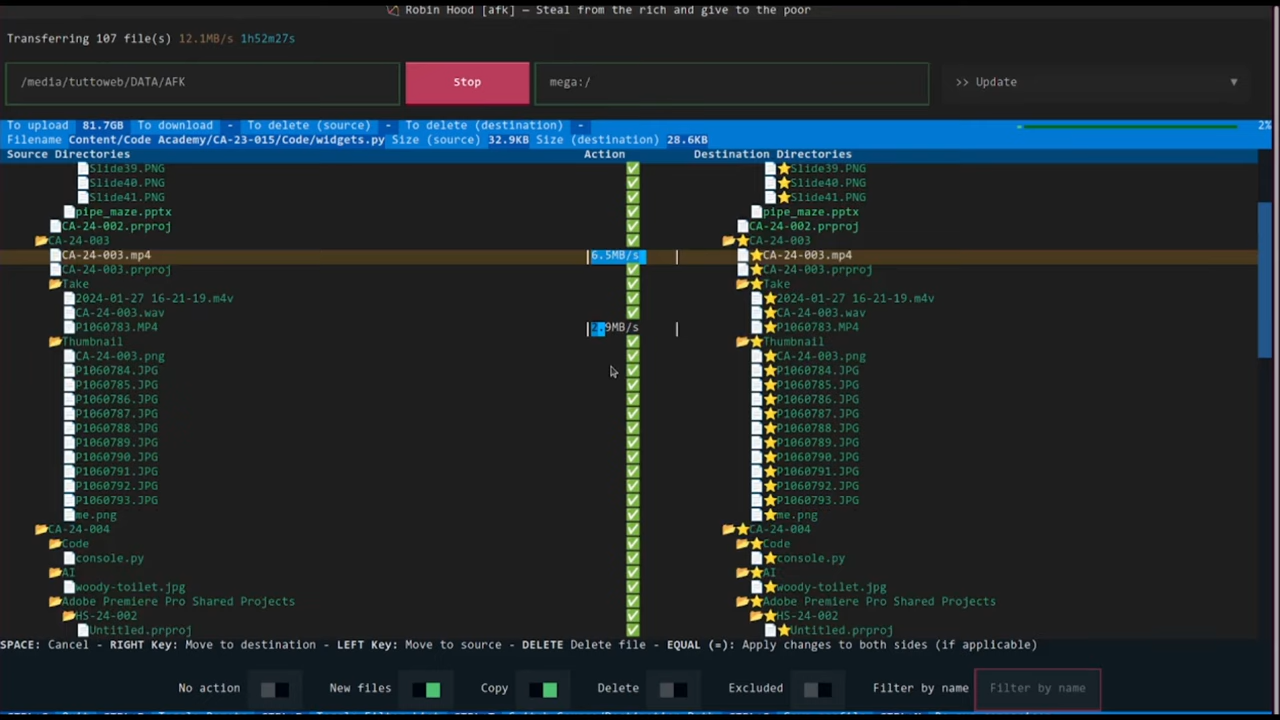 Robin Hood [afk] — Steal from the rich and give to the poor
Transferring 107 file(s) 12.1MB/s 1h52m27s
/media/tuttoweb/DATA/AFK Stop mega:/ >> Update ▼
To upload 81.7GB To download - To delete (source) - To delete (destination) - 2%
Filename Content/Code Academy/CA-23-015/Code/widgets.py Size (source) 32.9KB Size (destination) 28.6KB
Source Directories Action Destination Directories
Slide39.PNG Slide39.PNG
Slide40.PNG Slide40.PNG
Slide41.PNG Slide41.PNG
pipe_maze.pptx pipe_maze.pptx
CA-24-002.prproj CA-24-002.prproj
CA-24-003 CA-24-003
CA-24-003.mp4 | 6.5MB/s | CA-24-003.mp4
CA-24-003.prproj CA-24-003.prproj
Take Take
2024-01-27 16-21-19.m4v 2024-01-27 16-21-19.m4v
CA-24-003.wav CA-24-003.wav
P1060783.MP4 | 2.9MB/s | P1060783.MP4
Thumbnail Thumbnail
CA-24-003.png CA-24-003.png
P1060784.JPG P1060784.JPG
P1060785.JPG P1060785.JPG
P1060786.JPG P1060786.JPG
P1060787.JPG P1060787.JPG
P1060788.JPG P1060788.JPG
P1060789.JPG P1060789.JPG
P1060790.JPG P1060790.JPG
P1060791.JPG P1060791.JPG
P1060792.JPG P1060792.JPG
P1060793.JPG P1060793.JPG
me.png me.png
CA-24-004 CA-24-004
Code Code
console.py console.py
AI AI
woody-toilet.jpg woody-toilet.jpg
Adobe Premiere Pro Shared Projects Adobe Premiere Pro Shared Projects
HS-24-002 HS-24-002
Untitled.prproj Untitled.prproj
SPACE: Cancel - RIGHT Key: Move to destination - LEFT Key: Move to source - DELETE Delete file - EQUAL (=): Apply changes to both sides (if applicable)
No action New files Copy Delete Excluded Filter by name Filter by name